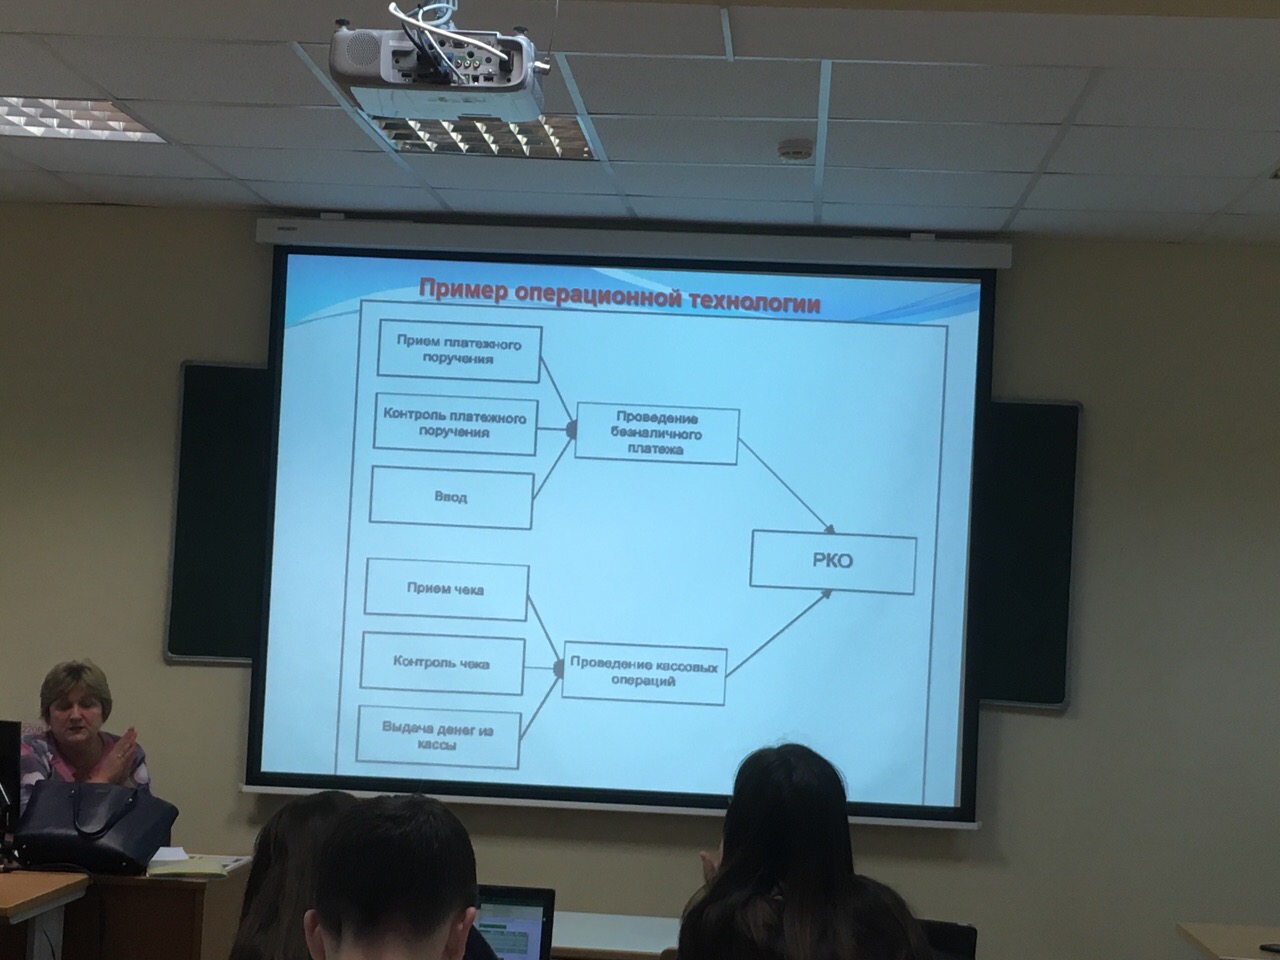 Пример операционной технологии
Прием платежного
поручения
Контроль платежного
поручения
Ввод
Проведение
безналичного
платежа
РКО
Прием чека
Контроль чека
Выдача денег из
кассы
Проведение кассовых
операций